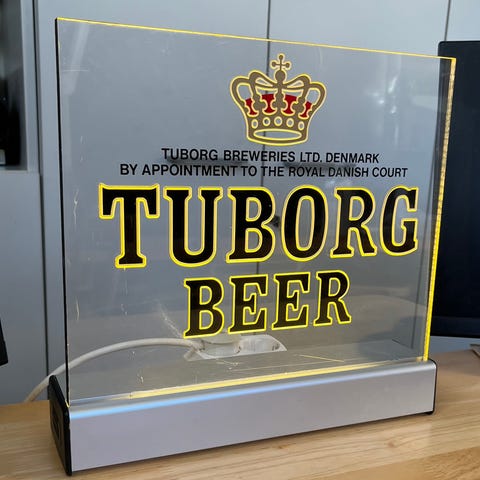 TUBORG BREWERIES LTD. DENMARK
BY APPOINTMENT TO THE ROYAL DANISH COURT
TUBORG
BEER